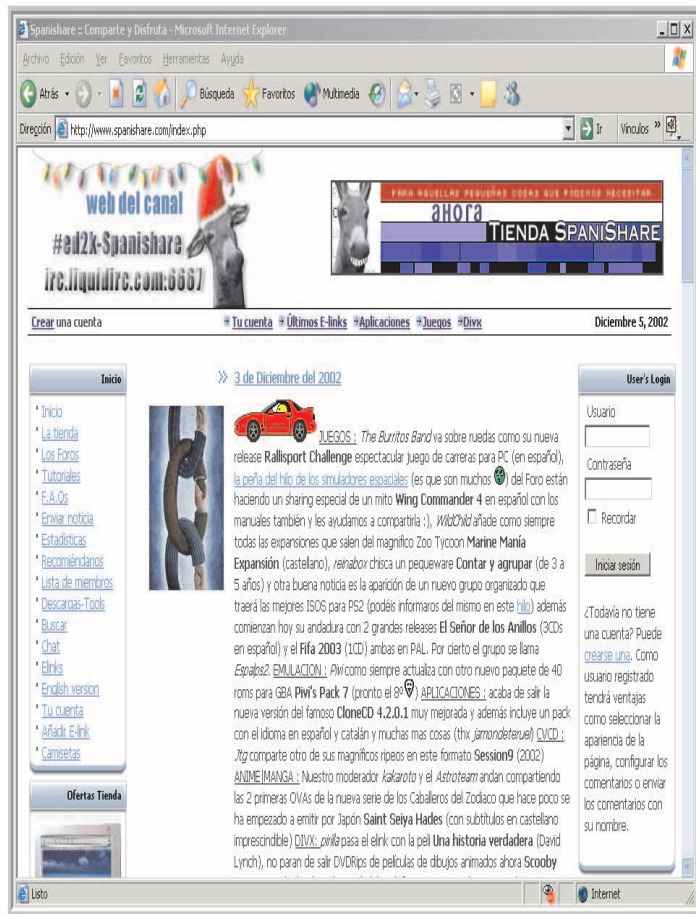 Spanishare :: Comparte y Disfruta - Microsoft Internet Explorer
Archivo Edición Ver Favoritos Herramientas Ayuda
Atrás Búsqueda Favoritos Multimedia
Dirección http://www.spanishare.com/index.php Ir Vínculos »
web del canal
#ed2k-Spanishare
irc.liquidirc.com:6667
PARA AQUELLAS PEQUEÑAS COSAS QUE PODEMOS NECESITAR
AHORA
TIENDA SPANISHARE
Crear una cuenta Tu cuenta Últimos E-links Aplicaciones Juegos Divx Diciembre 5, 2002
Inicio
Inicio
La tienda
Los Foros
Tutoriales
F.A.Qs
Enviar noticia
Estadísticas
Recomiéndanos
Lista de miembros
Descargas-Tools
Buscar
Chat
Elinks
English version
Tu cuenta
Añadir E-link
Camisetas
Ofertas Tienda
3 de Diciembre del 2002
JUEGOS : The Burritos Band va sobre ruedas como su nueva
release Rallisport Challenge espectacular juego de carreras para PC (en español),
la peña del hilo de los simuladores espaciales (es que son muchos ) del Foro están
haciendo un sharing especial de un mito Wing Commander 4 en español con los
manuales también y les ayudamos a compartirla :), WildChild añade como siempre
todas las expansiones que salen del magnifico Zoo Tycoon Marine Manía
Expansión (castellano), reinabox chisca un pequeware Contar y agrupar (de 3 a
5 años) y otra buena noticia es la aparición de un nuevo grupo organizado que
traerá las mejores ISOS para PS2 (podéis informaros del mismo en este hilo) además
comienzan hoy su andadura con 2 grandes releases El Señor de los Anillos (3CDs
en español) y el Fifa 2003 (1CD) ambas en PAL. Por cierto el grupo se llama
Espalps2. EMULACION : Pivi como siempre actualiza con otro nuevo paquete de 40
roms para GBA Pivi's Pack 7 (pronto el 8º ) APLICACIONES : acaba de salir la
nueva versión del famoso CloneCD 4.2.0.1 muy mejorada y además incluye un pack
con el idioma en español y catalán y muchas mas cosas (thx jamondeteruel) CVCD :
Jtg comparte otro de sus magníficos ripeos en este formato Session9 (2002)
ANIME|MANGA : Nuestro moderador kakaroto y el Astroteam andan compartiendo
las 2 primeras OVAs de la nueva serie de los Caballeros del Zodiaco que hace poco se
ha empezado a emitir por Japón Saint Seiya Hades (con subtítulos en castellano
imprescindible) DIVX: pirilla pasa el elink con la peli Una historia verdadera (David
Lynch), no paran de salir DVDRips de películas de dibujos animados ahora Scooby
User's Login
Usuario
Contraseña
Recordar
Iniciar sesión
¿Todavía no tiene
una cuenta? Puede
crearse una. Como
usuario registrado
tendrá ventajas
como seleccionar la
apariencia de la
página, configurar los
comentarios o enviar
los comentarios con
su nombre.
Listo Internet